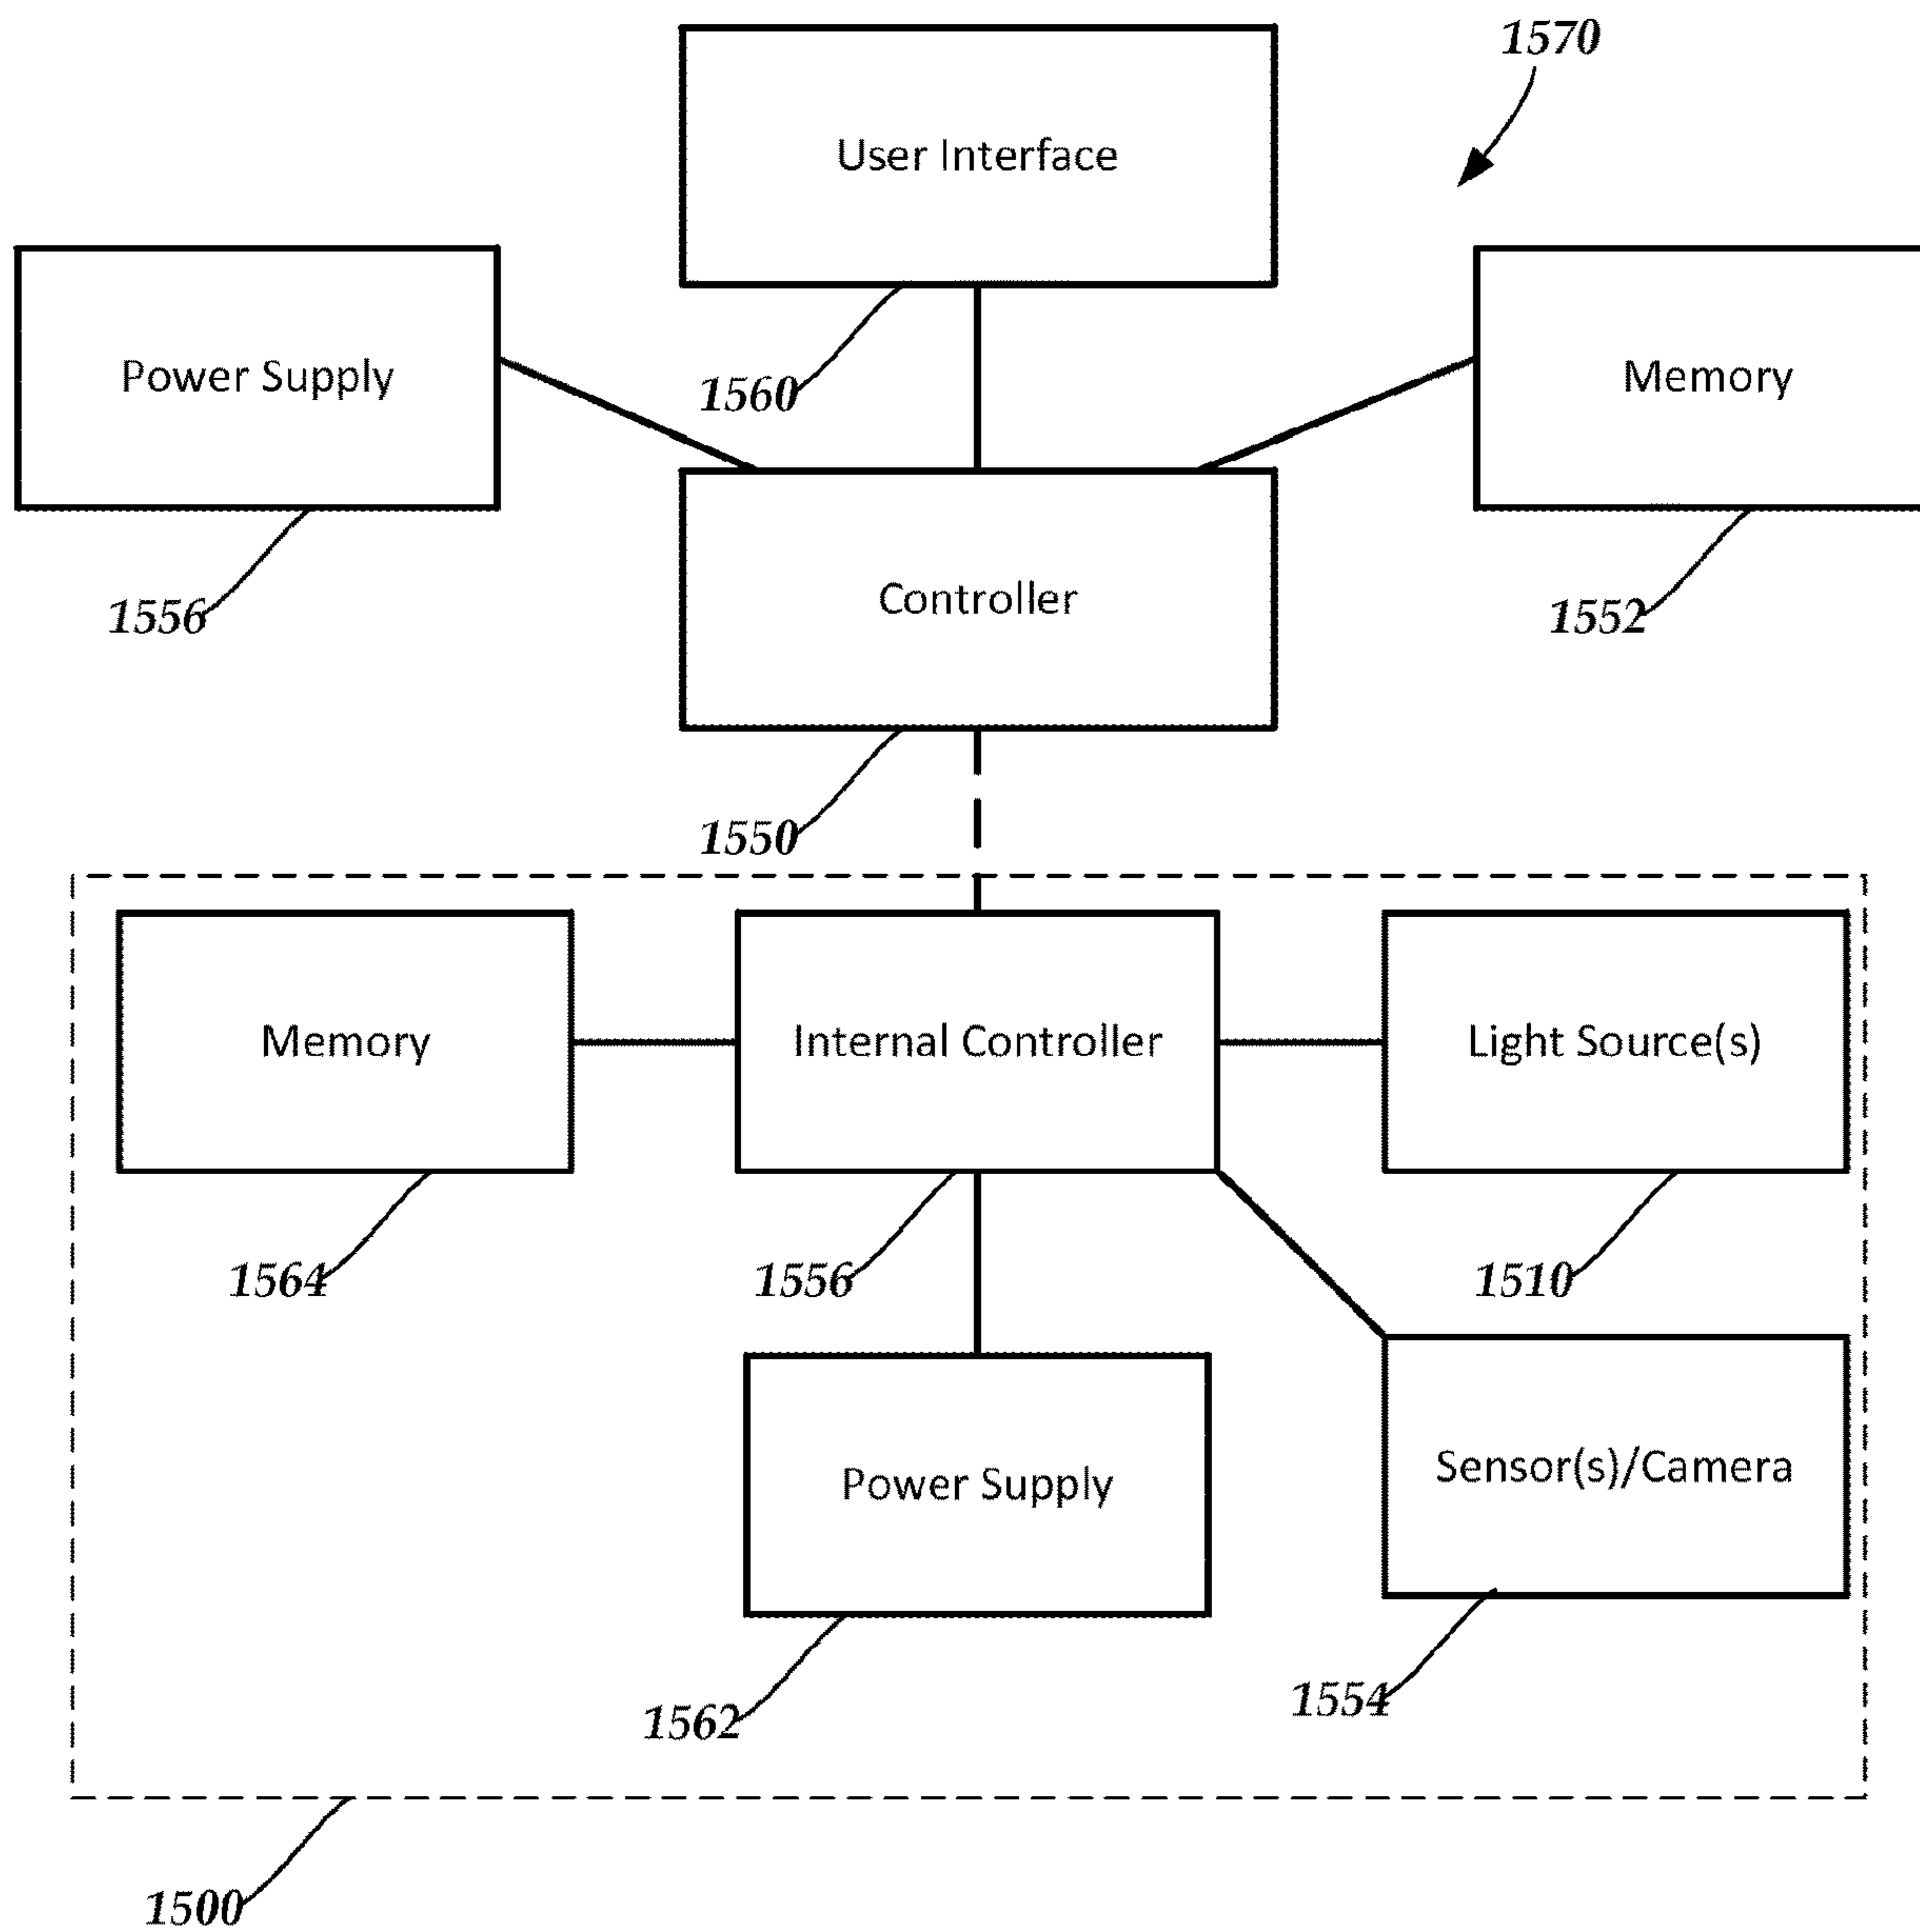 1570
User Interface
Power Supply
1560
Memory
1556
Controller
1552
1550
Memory
Internal Controller
Light Source(s)
1564
1556
1510
Power Supply
Sensor(s)/Camera
1562
1554
1500